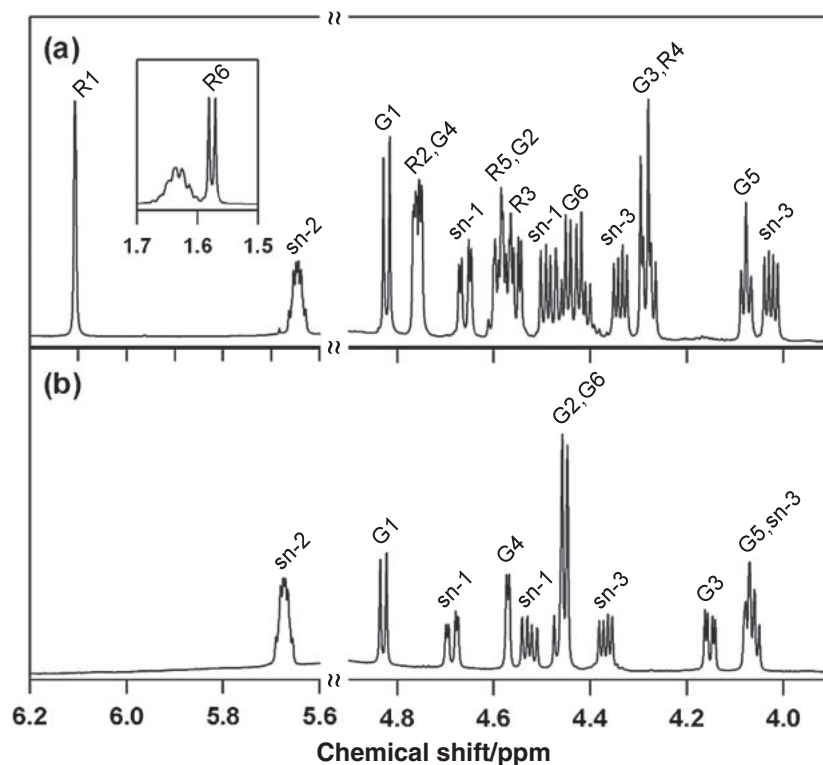 (a)
R1
R6
1.7 1.6 1.5
sn-2
G1
R2,G4
sn-1
R5,G2
R3
sn-1
G6
sn-3
G3,R4
G5
sn-3
(b)
sn-2
G1
sn-1
G4
sn-1
G2,G6
sn-3
G3
G5,sn-3
6.2 6.0 5.8 5.6 4.8 4.6 4.4 4.2 4.0
Chemical shift/ppm